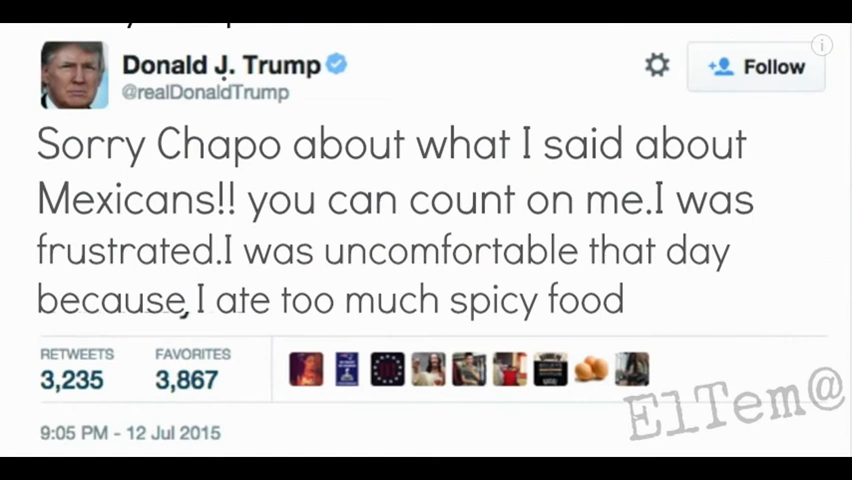 Donald J. Trump
@realDonaldTrump
Follow
Sorry Chapo about what I said about
Mexicans!! you can count on me.I was
frustrated.I was uncomfortable that day
because, I ate too much spicy food
RETWEETS FAVORITES
3,235 3,867
9:05 PM - 12 Jul 2015
ElTem@